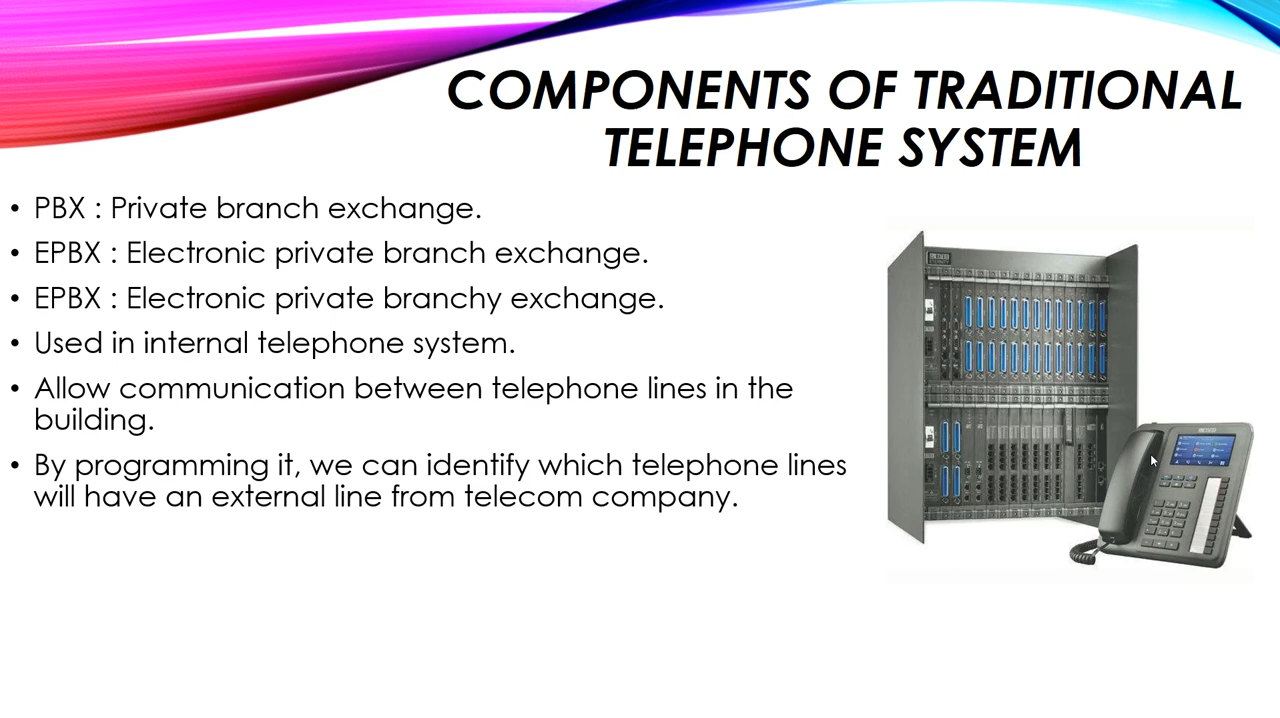 COMPONENTS OF TRADITIONAL
TELEPHONE SYSTEM
• PBX : Private branch exchange.
• EPBX : Electronic private branch exchange.
• EPBX : Electronic private branchy exchange.
• Used in internal telephone system.
• Allow communication between telephone lines in the
building.
• By programming it, we can identify which telephone lines
will have an external line from telecom company.